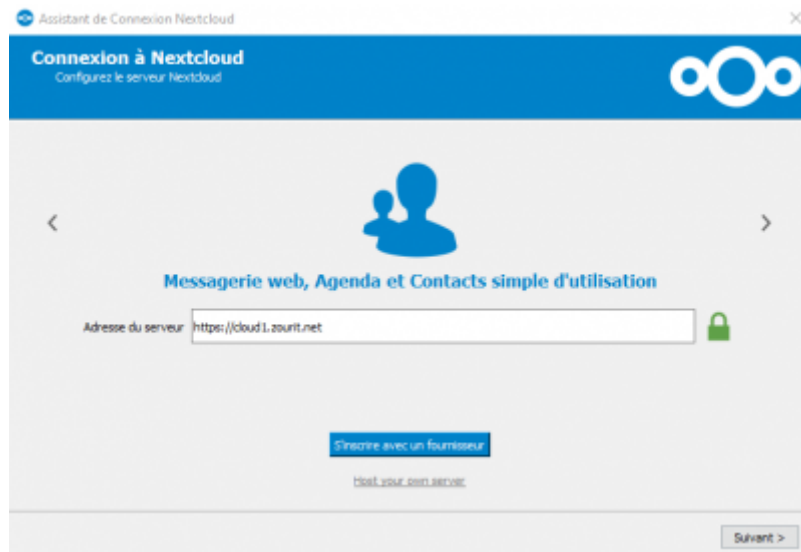 Assistant de Connexion Nextcloud
Connexion à Nextcloud
Configurez le serveur Nextcloud
Messagerie web, Agenda et Contacts simple d'utilisation
Adresse du serveur https://cloud1.zourit.net
S'inscrire avec un fournisseur
Host your own server
Suivant >